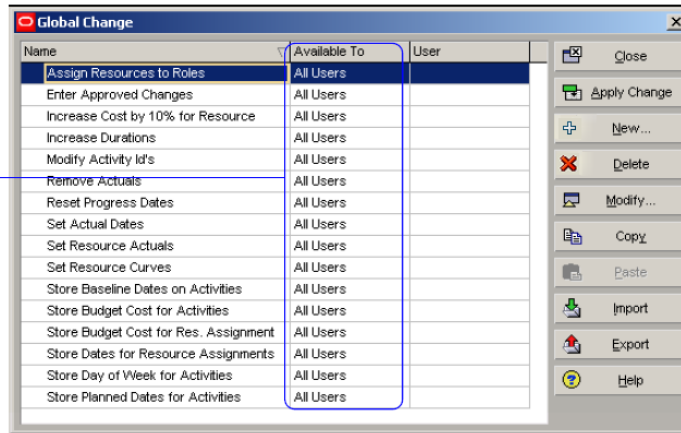 Global Change
Name Available To User
Assign Resources to Roles All Users
Enter Approved Changes All Users
Increase Cost by 10% for Resource All Users
Increase Durations All Users
Modify Activity Id's All Users
Remove Actuals All Users
Reset Progress Dates All Users
Set Actual Dates All Users
Set Resource Actuals All Users
Set Resource Curves All Users
Store Baseline Dates on Activities All Users
Store Budget Cost for Activities All Users
Store Budget Cost for Res. Assignment All Users
Store Dates for Resource Assignments All Users
Store Day of Week for Activities All Users
Store Planned Dates for Activities All Users
Close
Apply Change
New...
Delete
Modify...
Copy
Paste
Import
Export
Help